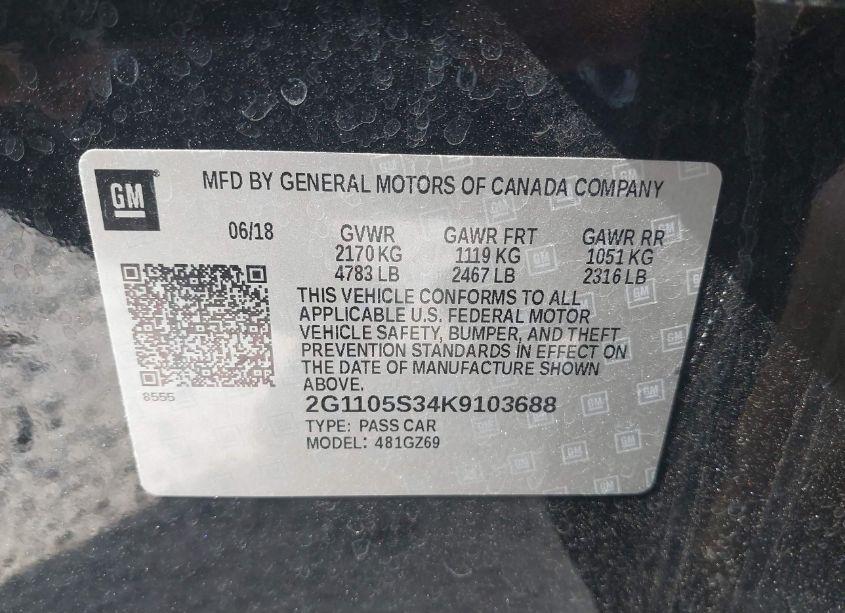 GM
MFD BY GENERAL MOTORS OF CANADA COMPANY
06/18 GVWR GAWR FRT GAWR RR
2170 KG 1119 KG 1051 KG
4783 LB 2467 LB 2316 LB
THIS VEHICLE CONFORMS TO ALL
APPLICABLE U.S. FEDERAL MOTOR
VEHICLE SAFETY, BUMPER, AND THEFT
PREVENTION STANDARDS IN EFFECT ON
THE DATE OF MANUFACTURE SHOWN
ABOVE.
8555
2G1105S34K9103688
TYPE: PASS CAR
MODEL: 481GZ69